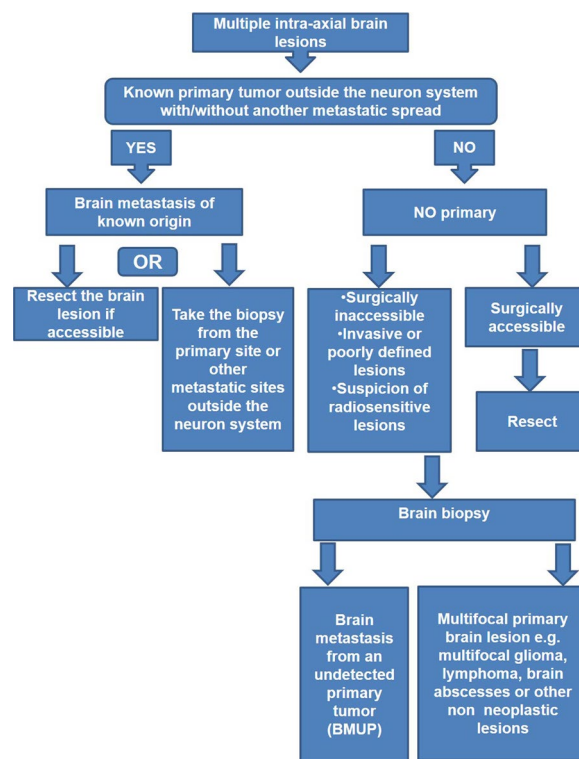 Multiple intra-axial brain
lesions
Known primary tumor outside the neuron system
with/without another metastatic spread
YES
NO
Brain metastasis of
known origin
NO primary
OR
Resect the brain
lesion if
accessible
Take the biopsy
from the
primary site or
other
metastatic sites
outside the
neuron system
•Surgically
inaccessible
•Invasive or
poorly defined
lesions
•Suspicion of
radiosensitive
lesions
Surgically
accessible
Resect
Brain biopsy
Brain
metastasis
from an
undetected
primary
tumor
(BMUP)
Multifocal primary
brain lesion e.g.
multifocal glioma,
lymphoma, brain
abscesses or other
non neoplastic
lesions